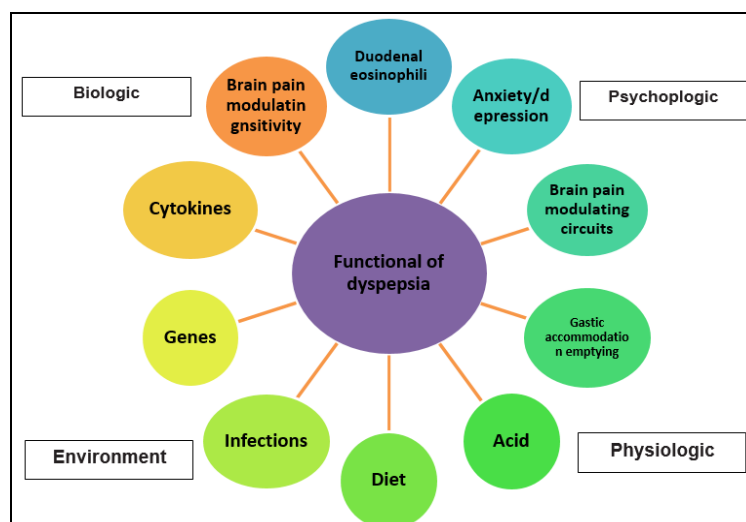 Duodenal
eosinophili
Biologic
Brain pain
modulatin
gnsitivity
Anxiety/d
epression
Psychoplogic
Cytokines
Brain pain
modulating
circuits
Functional of
dyspepsia
Genes
Gastic
accommodatio
n emptying
Infections
Acid
Environment
Diet
Physiologic